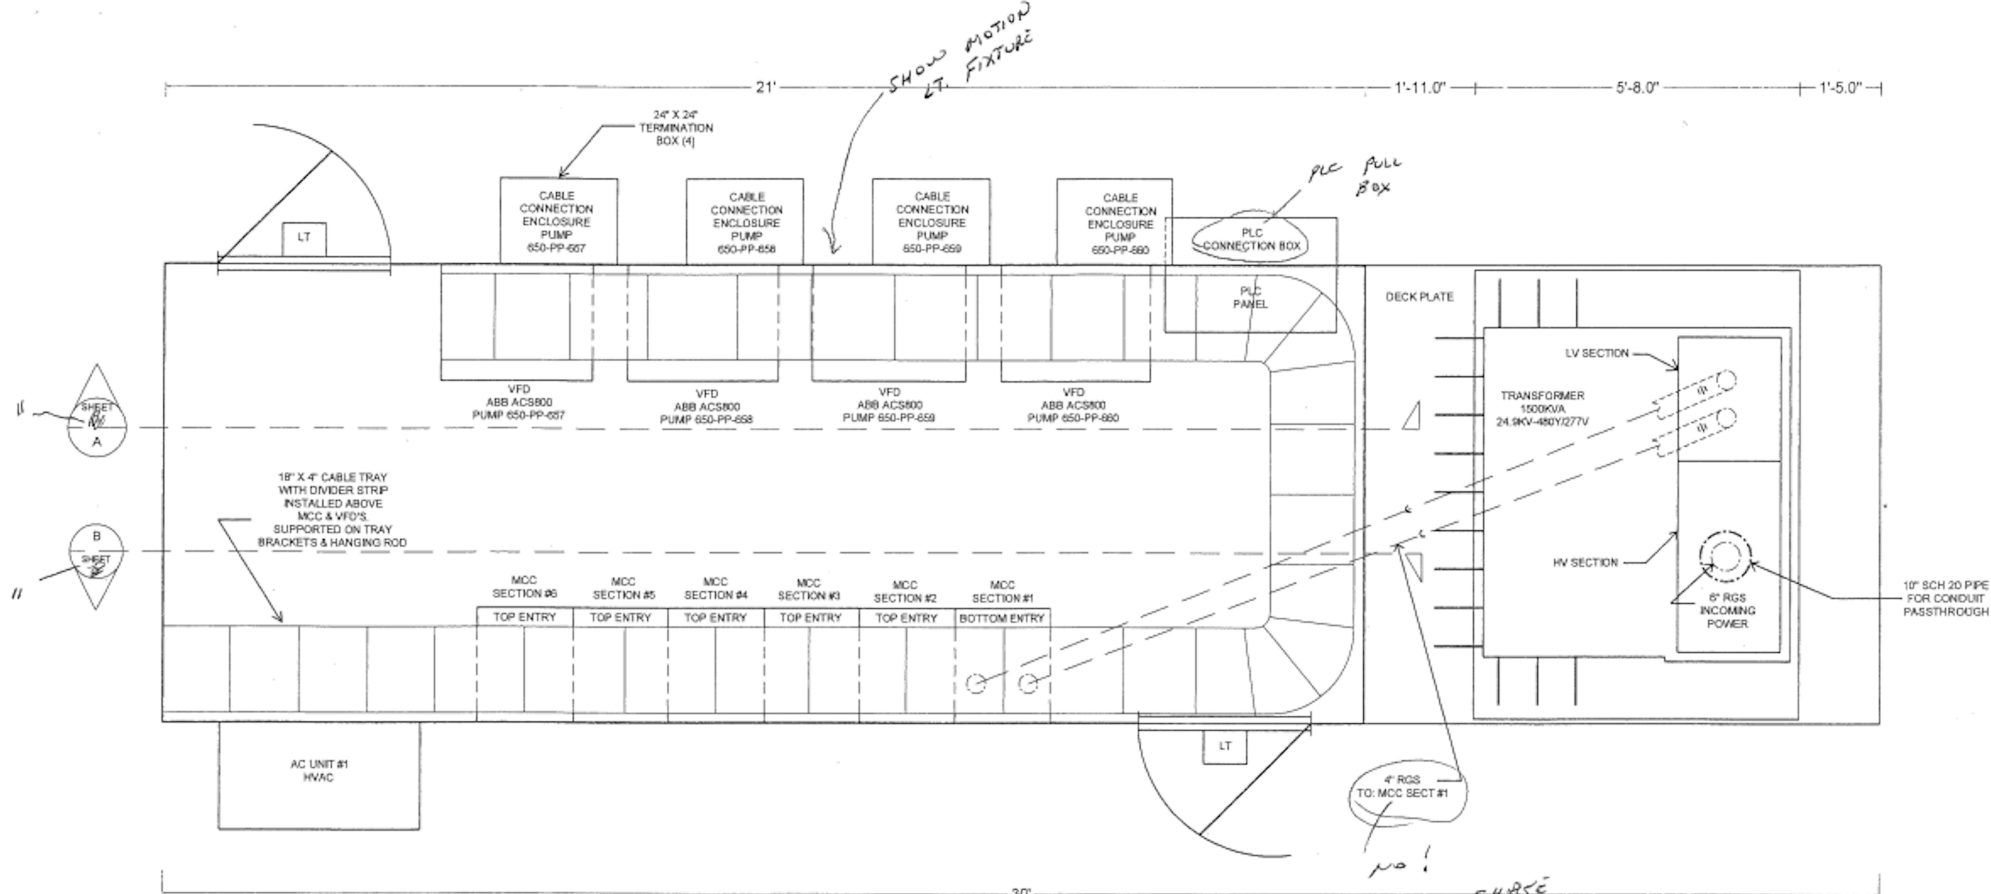 SHOW MOTION
LT. FIXTURE
21'
1'-11.0"
5'-8.0"
1'-5.0"
24" X 24"
TERMINATION
BOX (4)
PLC PULL
BOX
LT
CABLE
CONNECTION
ENCLOSURE
PUMP
650-PP-657
CABLE
CONNECTION
ENCLOSURE
PUMP
650-PP-658
CABLE
CONNECTION
ENCLOSURE
PUMP
650-PP-659
CABLE
CONNECTION
ENCLOSURE
PUMP
650-PP-660
PLC
CONNECTION BOX
PLC
PANEL
DECK PLATE
LV SECTION
TRANSFORMER
1500KVA
24.9KV-480Y/277V
VFD
ABB ACS800
PUMP 650-PP-657
VFD
ABB ACS800
PUMP 650-PP-658
VFD
ABB ACS800
PUMP 650-PP-659
VFD
ABB ACS800
PUMP 650-PP-660
11
SHEET
A
18" X 4" CABLE TRAY
WITH DIVIDER STRIP
INSTALLED ABOVE
MCC & VFD'S.
SUPPORTED ON TRAY
BRACKETS & HANGING ROD
B
SHEET
11
HV SECTION
6" RGS
INCOMING
POWER
10" SCH 20 PIPE
FOR CONDUIT
PASSTHROUGH
MCC
SECTION #6
MCC
SECTION #5
MCC
SECTION #4
MCC
SECTION #3
MCC
SECTION #2
MCC
SECTION #1
TOP ENTRY
TOP ENTRY
TOP ENTRY
TOP ENTRY
TOP ENTRY
BOTTOM ENTRY
AC UNIT #1
HVAC
LT
4" RGS
TO: MCC SECT #1
NO!
30'